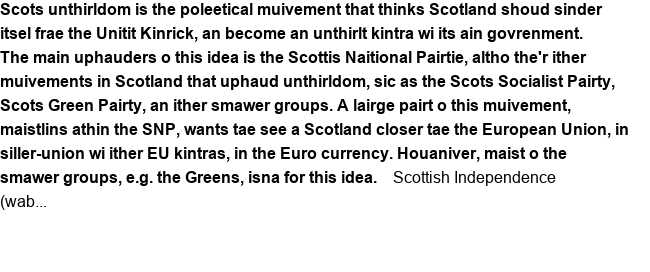 Scots unthirldom is the poleetical muivement that thinks Scotland shoud sinder
itsel frae the Unitit Kinrick, an become an unthirlt kintra wi its ain govrenment.
The main uphauders o this idea is the Scottis Naitional Pairtie, altho the'r ither
muivements in Scotland that uphaud unthirldom, sic as the Scots Socialist Pairty,
Scots Green Pairty, an ither smawer groups. A lairge pairt o this muivement,
maistlins athin the SNP, wants tae see a Scotland closer tae the European Union, in
siller-union wi ither EU kintras, in the Euro currency. Houaniver, maist o the
smawer groups, e.g. the Greens, isna for this idea. Scottish Independence
(wab...